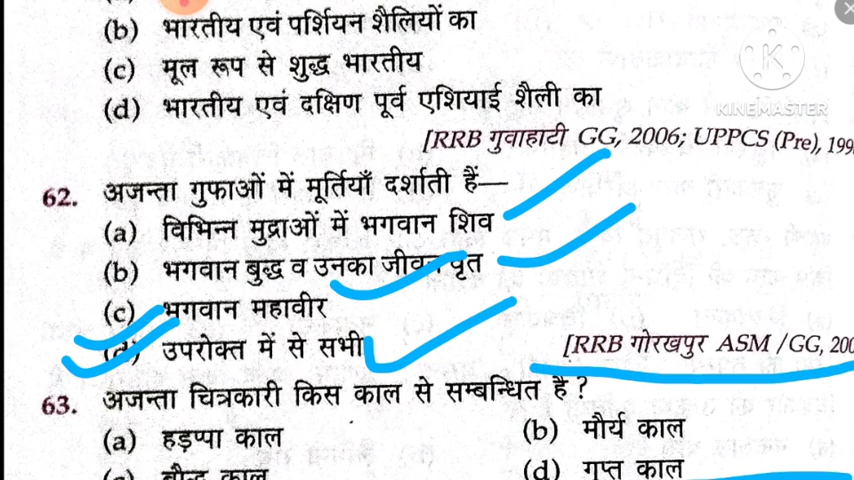 (b) भारतीय एवं पर्शियन शैलियों का
(c) मूल रूप से शुद्ध भारतीय
(d) भारतीय एवं दक्षिण पूर्व एशियाई शैली का
KINEMASTER
[RRB गुवाहाटी GG, 2006; UPPCS (Pre), 199
62. अजन्ता गुफाओं में मूर्तियाँ दर्शाती हैं—
(a) विभिन्न मुद्राओं में भगवान शिव
(b) भगवान बुद्ध व उनका जीवन वृत
(c) भगवान महावीर
(d) उपरोक्त में से सभी
[RRB गोरखपुर ASM /GG, 200
63. अजन्ता चित्रकारी किस काल से सम्बन्धित है ?
(a) हड़प्पा काल (b) मौर्य काल
(c) बौद्ध काल (d) गुप्त काल